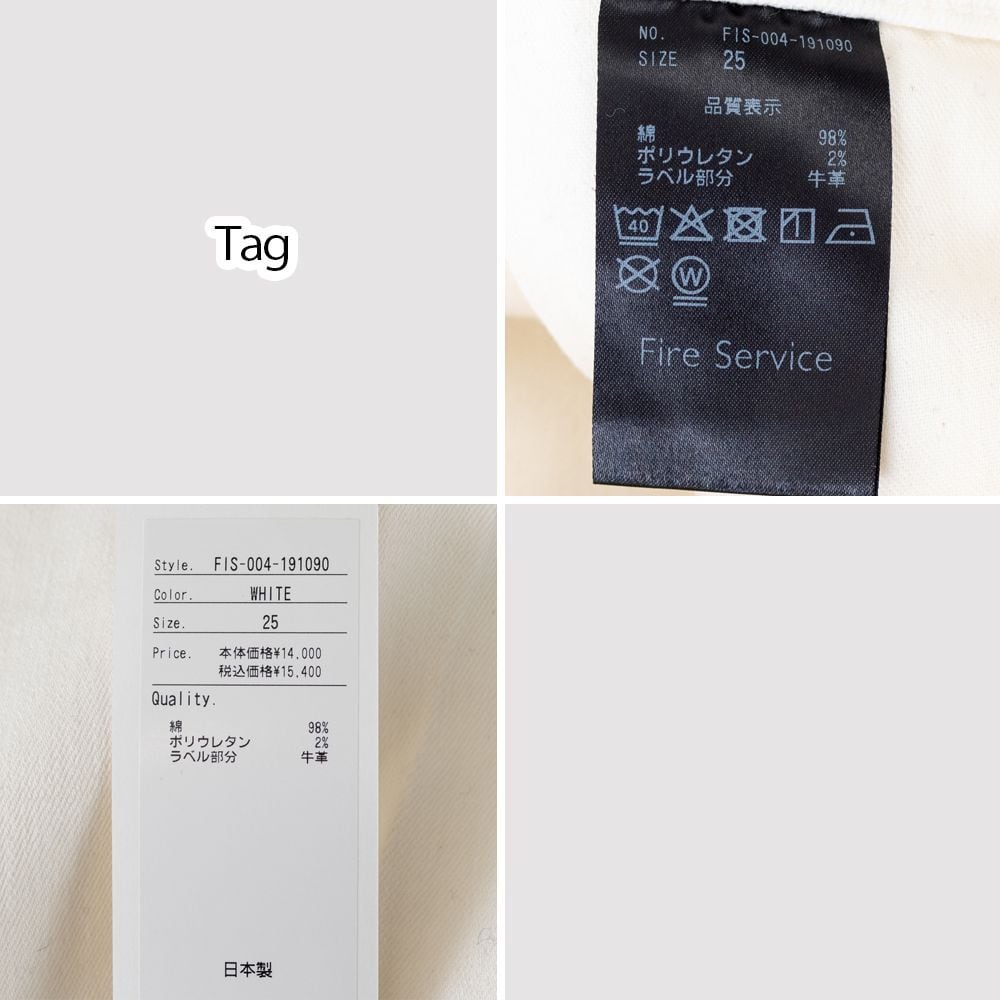 Tag
NO. FIS-004-191090
SIZE 25
品質表示
綿 98%
ポリウレタン 2%
ラベル部分 牛革
40
1
W
Fire Service
Style. FIS-004-191090
Color. WHITE
Size. 25
Price. 本体価格¥14,000
税込価格¥15,400
Quality.
綿 98%
ポリウレタン 2%
ラベル部分 牛革
日本製